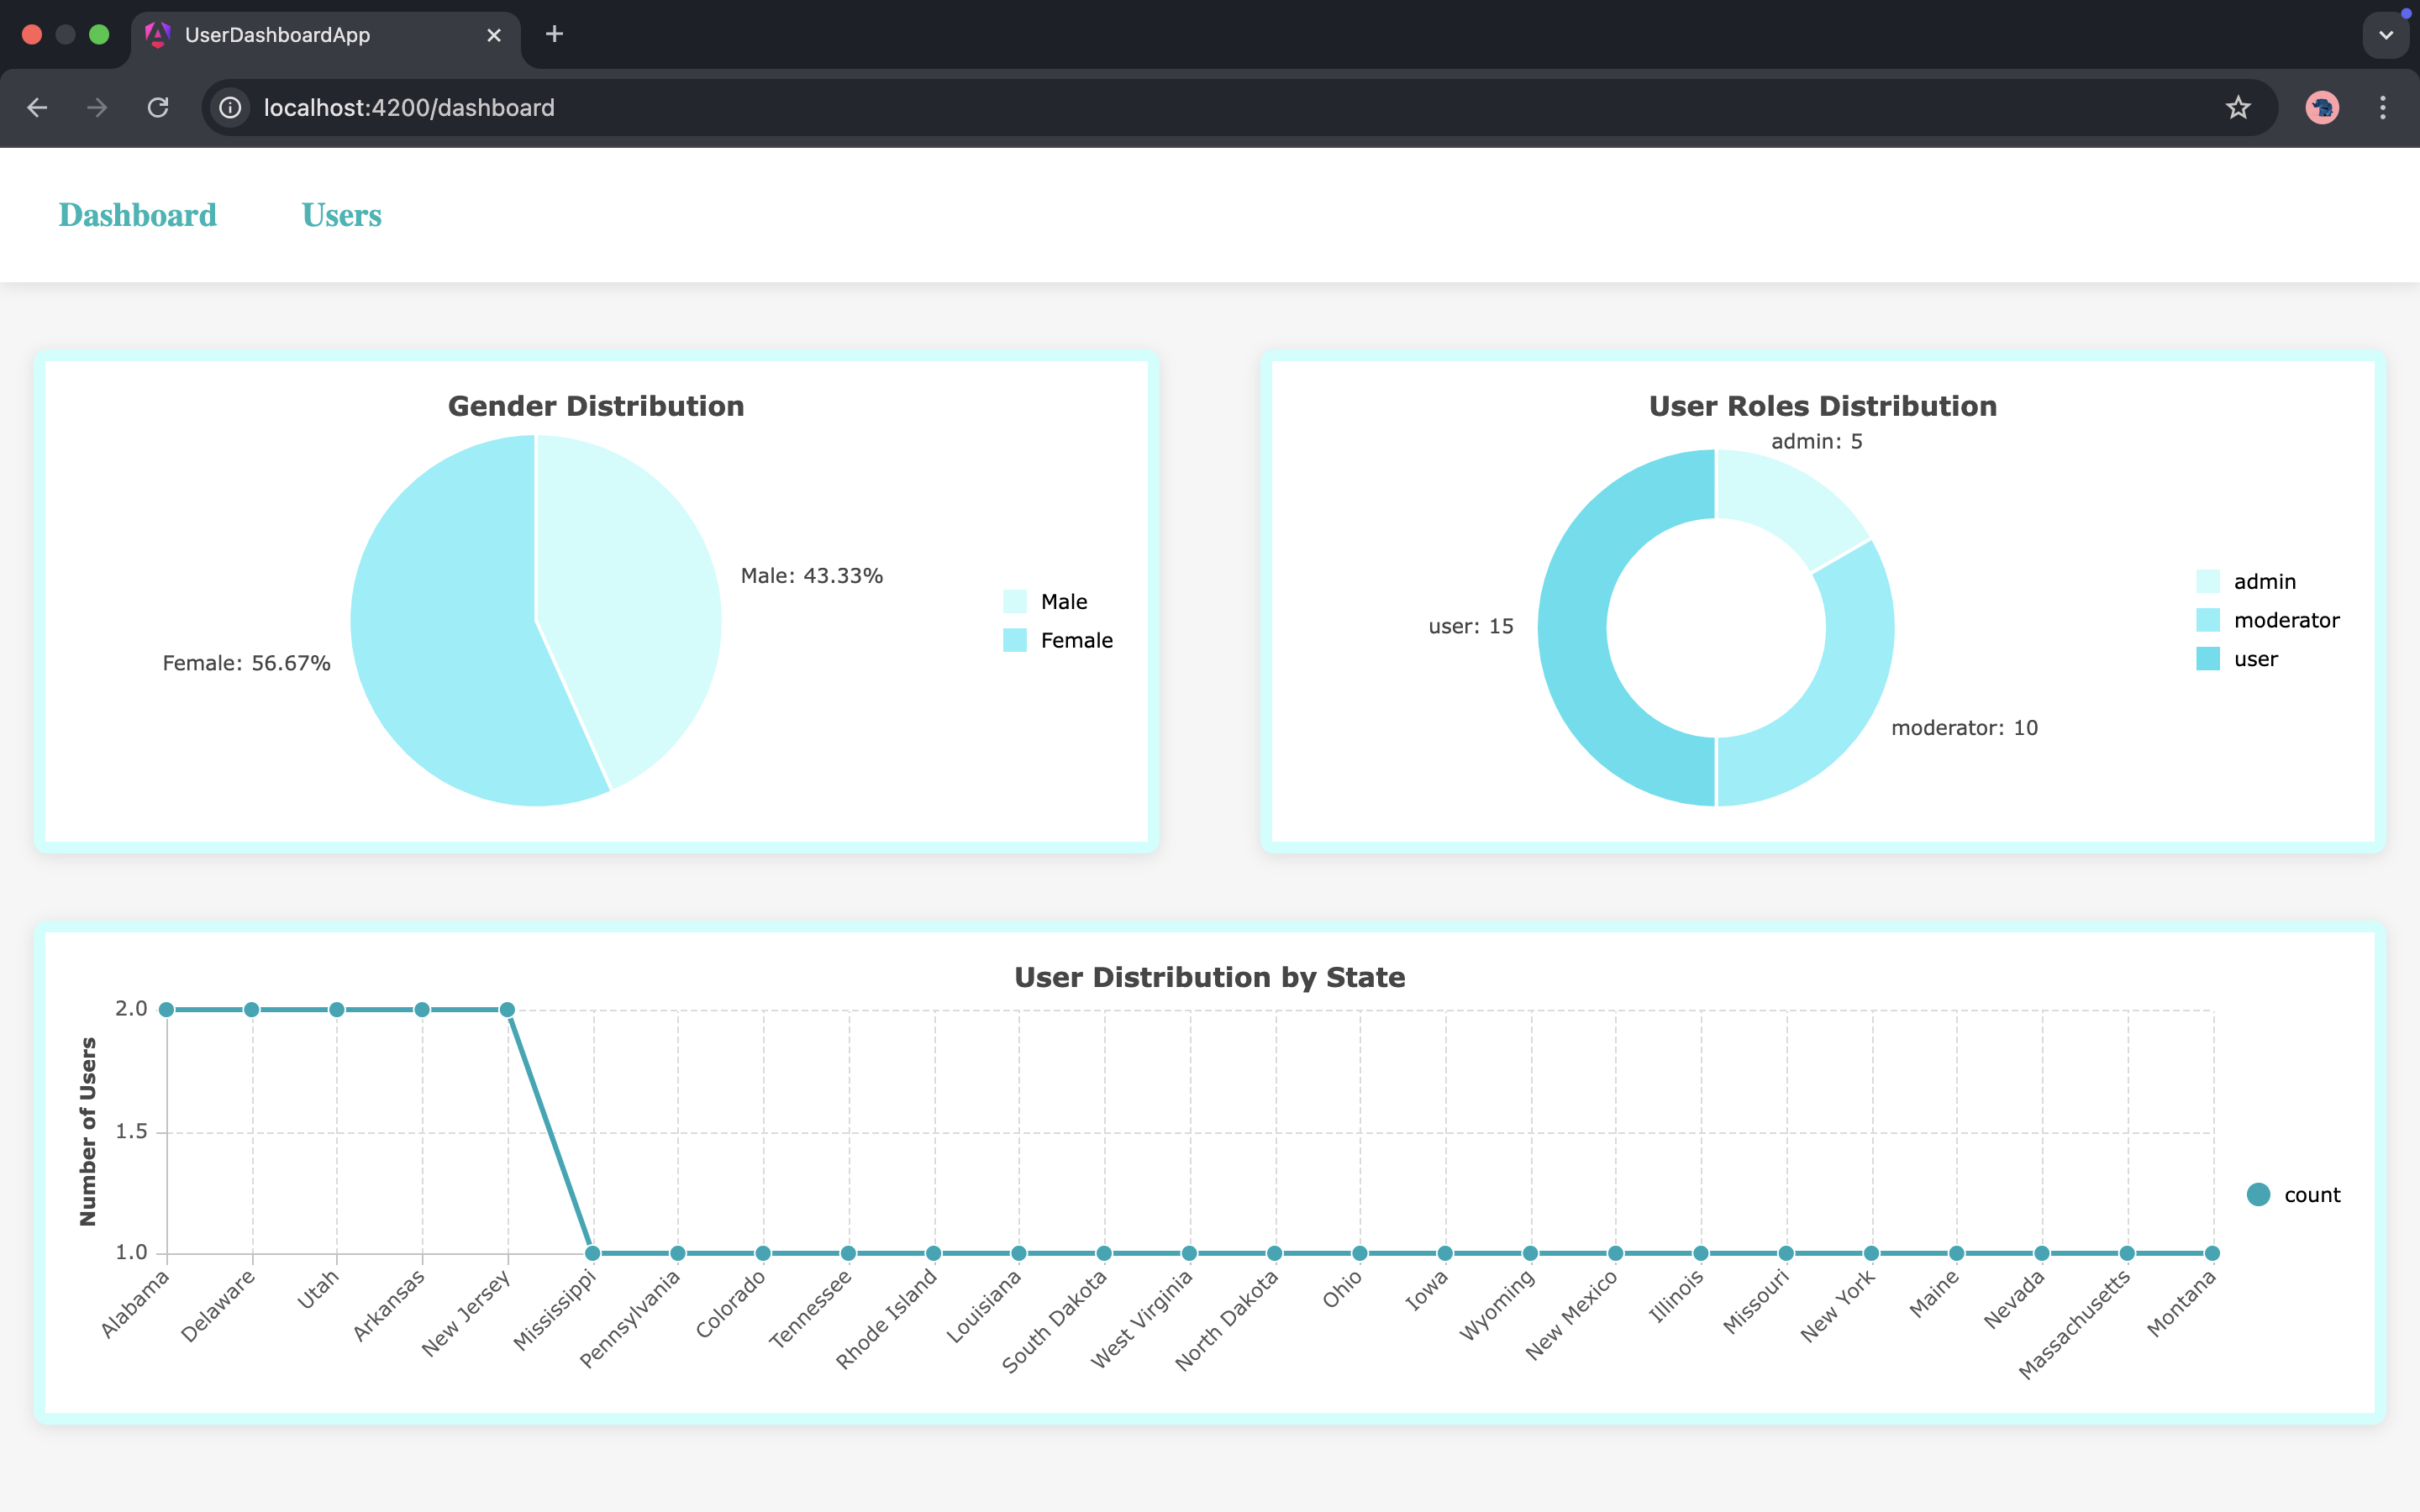 UserDashboardApp
localhost:4200/dashboard
Dashboard
Users
Gender Distribution
Male: 43.33%
Female: 56.67%
Male
Female
User Roles Distribution
admin: 5
user: 15
moderator: 10
admin
moderator
user
User Distribution by State
Number of Users
2.0
1.5
1.0
Alabama
Delaware
Utah
Arkansas
New Jersey
Mississippi
Pennsylvania
Colorado
Tennessee
Rhode Island
Louisiana
South Dakota
West Virginia
North Dakota
Ohio
Iowa
Wyoming
New Mexico
Illinois
Missouri
New York
Maine
Nevada
Massachusetts
Montana
count